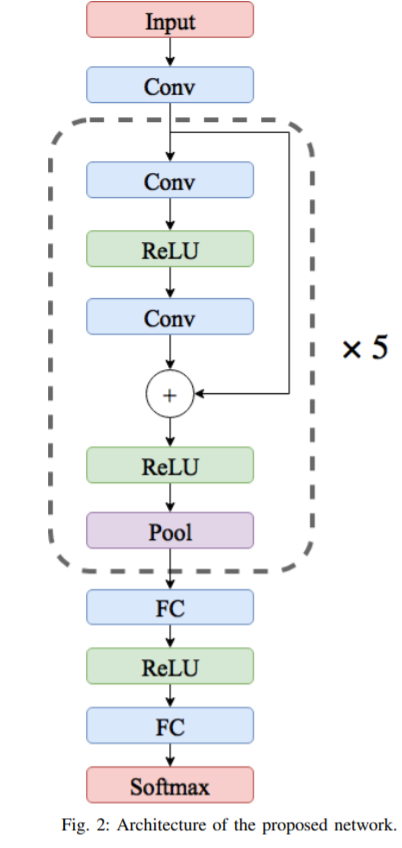 Input
Conv
Conv
ReLU
Conv
+
× 5
ReLU
Pool
FC
ReLU
FC
Softmax
Fig. 2: Architecture of the proposed network.